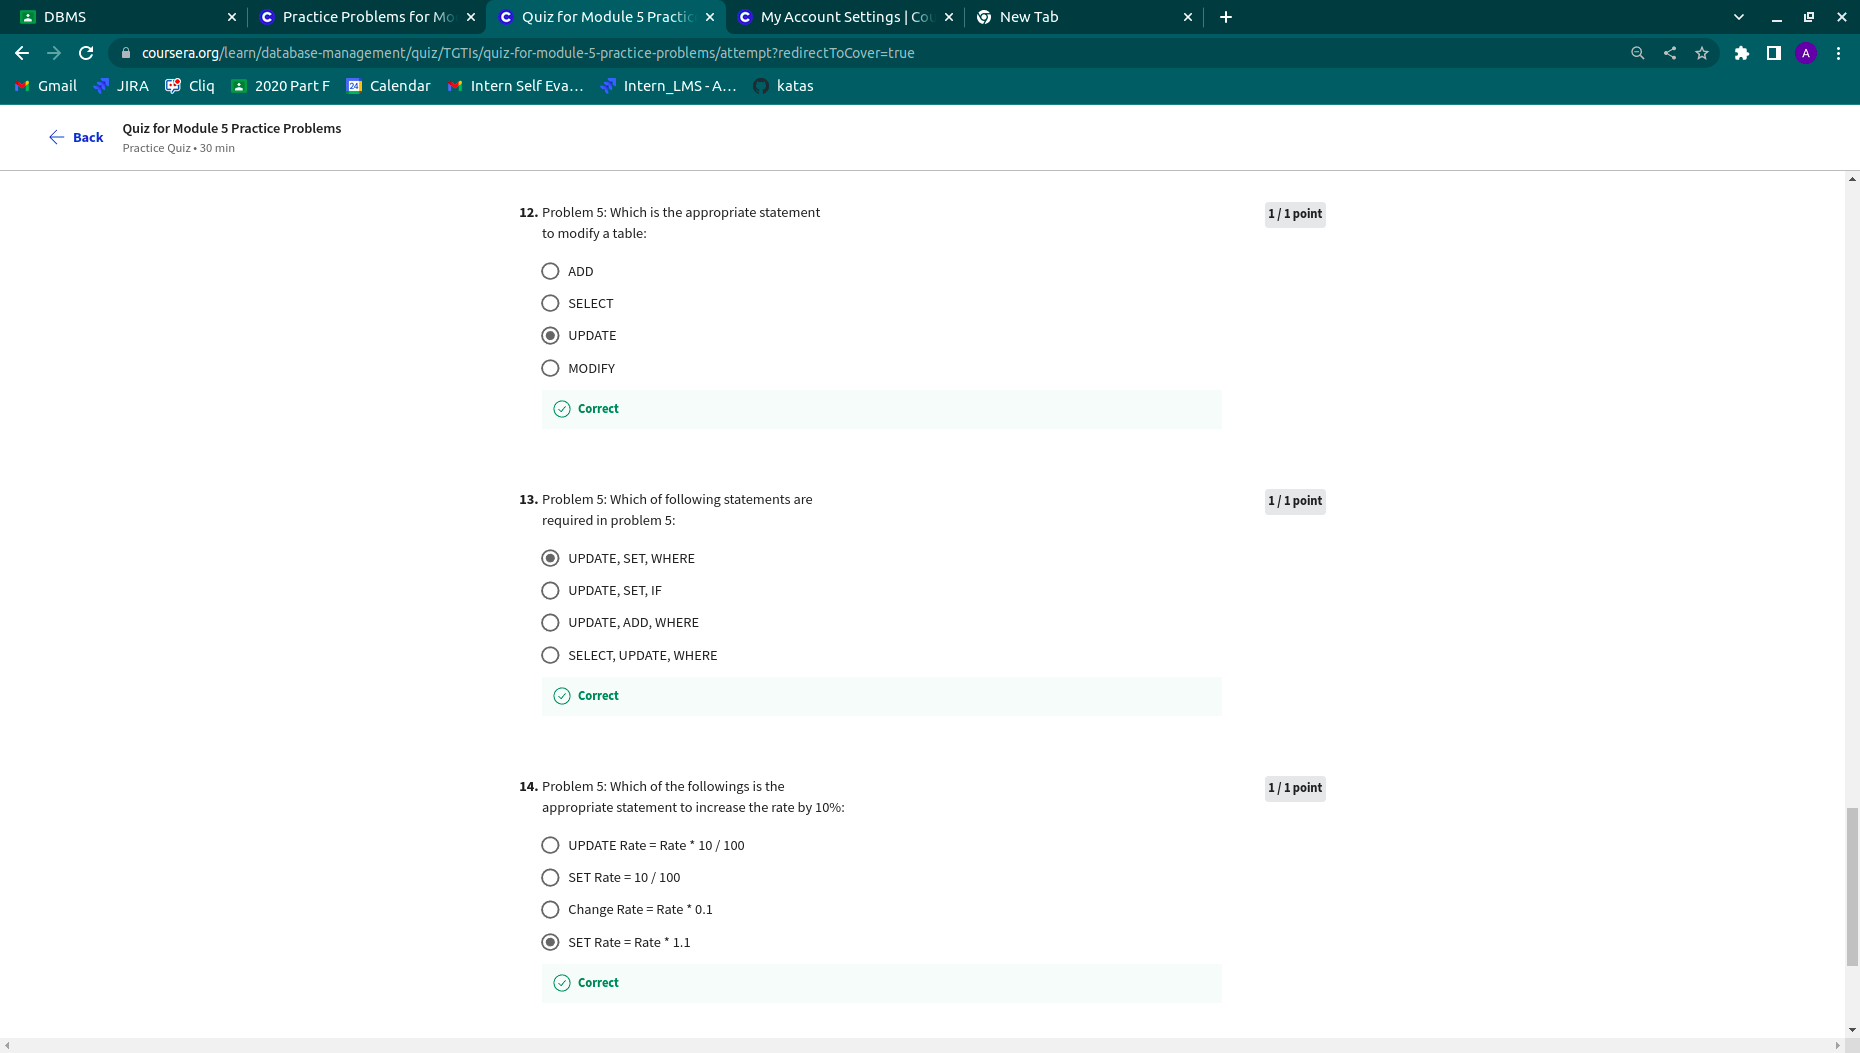 DBMS
Practice Problems for Mo
Quiz for Module 5 Practic
My Account Settings | Cou
New Tab
coursera.org/learn/database-management/quiz/TGTIs/quiz-for-module-5-practice-problems/attempt?redirectToCover=true
A
Gmail
JIRA
Cliq
2020 Part F
24
Calendar
Intern Self Eva...
Intern_LMS - A...
katas
Back
Quiz for Module 5 Practice Problems
Practice Quiz • 30 min
12. Problem 5: Which is the appropriate statement
to modify a table:
1 / 1 point
ADD
SELECT
UPDATE
MODIFY
Correct
13. Problem 5: Which of following statements are
required in problem 5:
1 / 1 point
UPDATE, SET, WHERE
UPDATE, SET, IF
UPDATE, ADD, WHERE
SELECT, UPDATE, WHERE
Correct
14. Problem 5: Which of the followings is the
appropriate statement to increase the rate by 10%:
1 / 1 point
UPDATE Rate = Rate * 10 / 100
SET Rate = 10 / 100
Change Rate = Rate * 0.1
SET Rate = Rate * 1.1
Correct